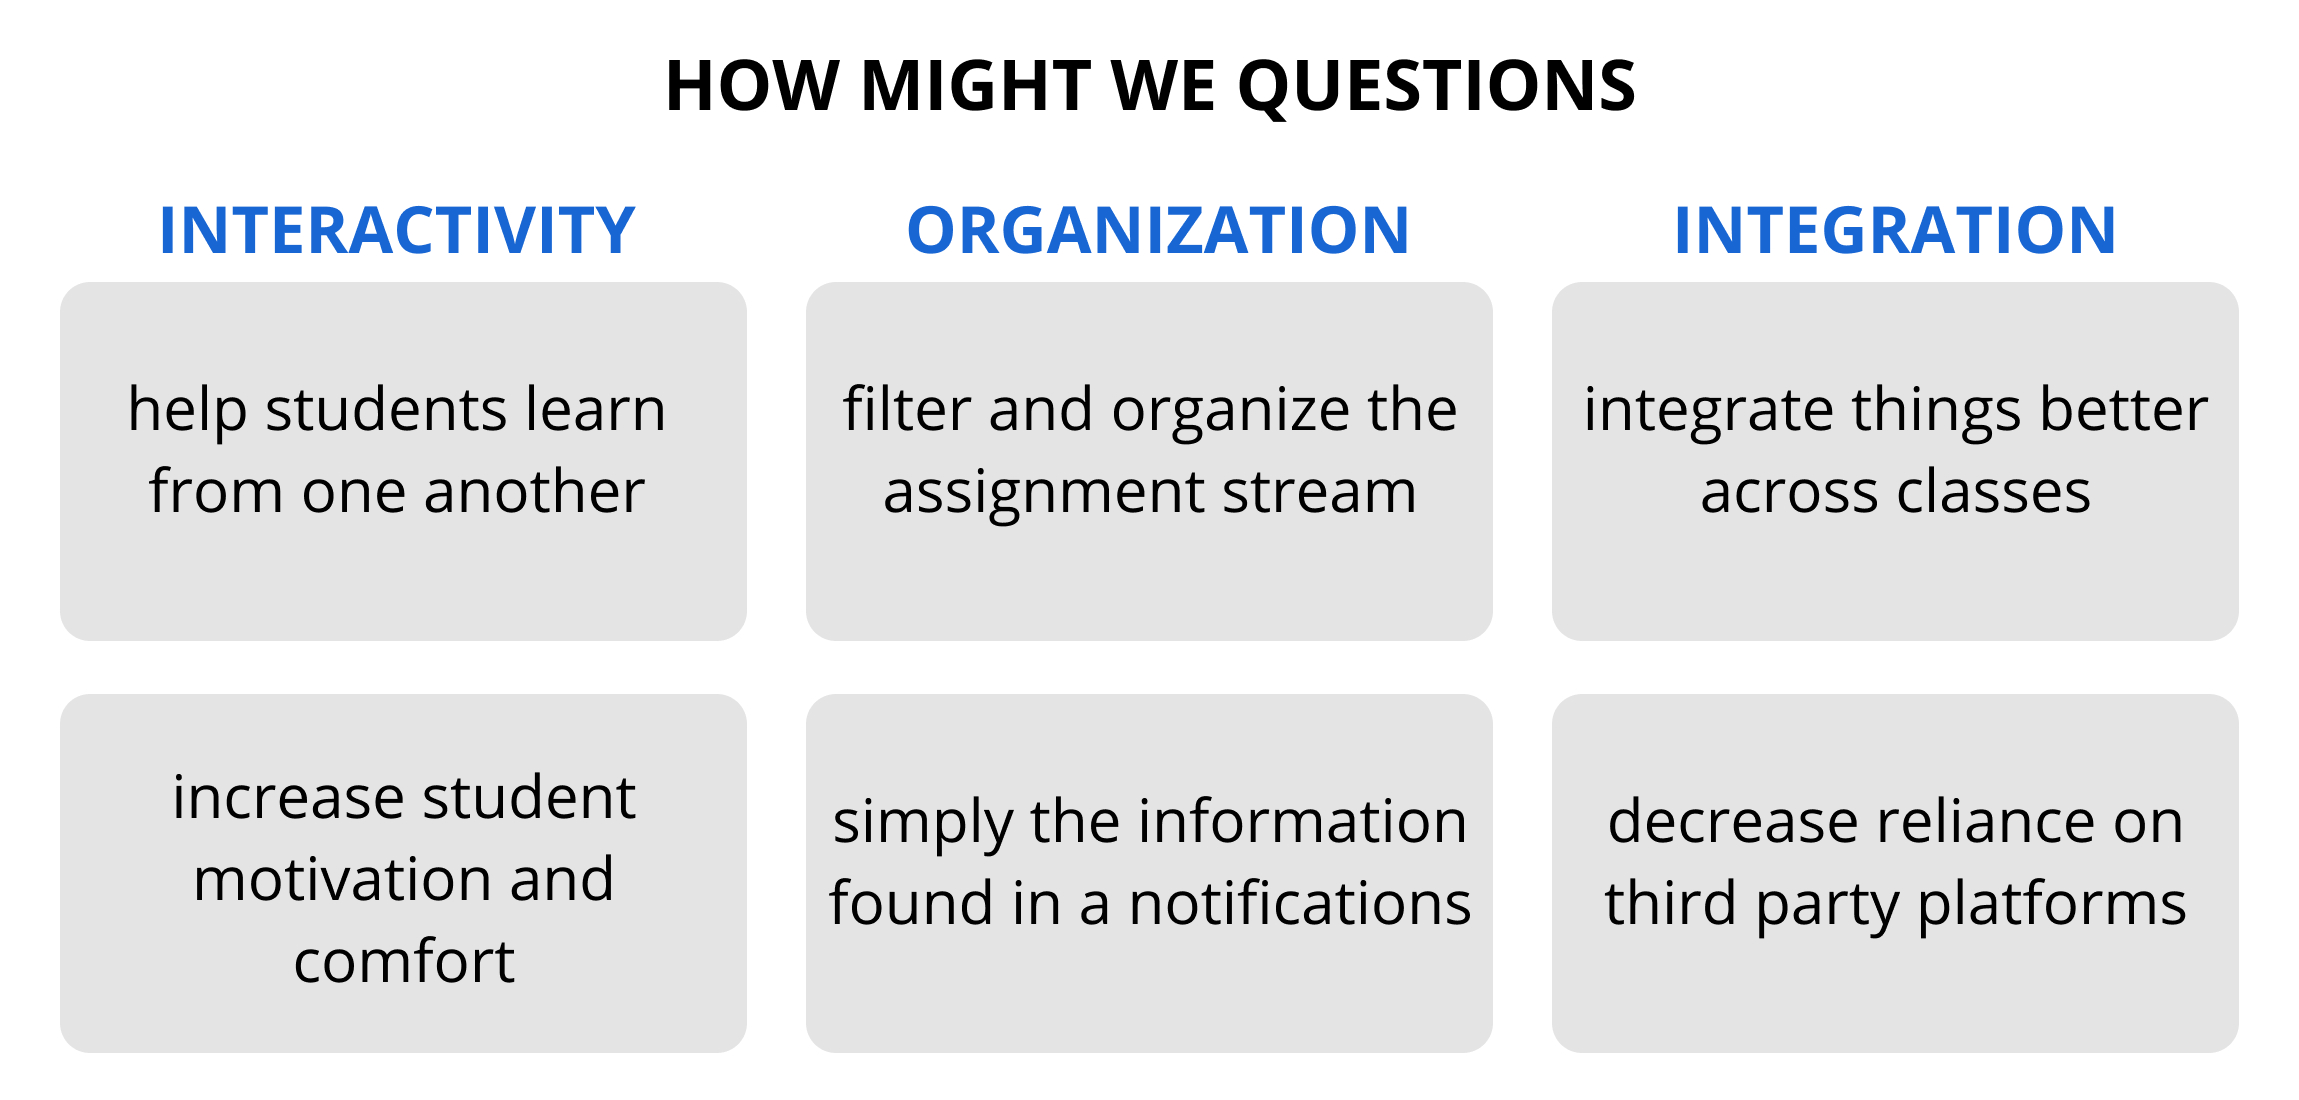 HOW MIGHT WE QUESTIONS
INTERACTIVITY
help students learn
from one another
increase student
motivation and
comfort
ORGANIZATION
filter and organize the
assignment stream
simply the information
found in a notifications
INTEGRATION
integrate things better
across classes
decrease reliance on
third party platforms